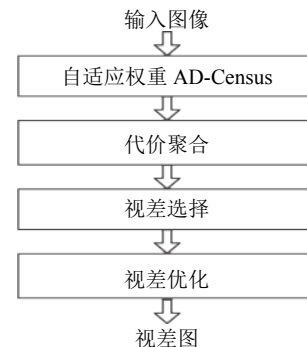 输入图像
自适应权重 AD-Census
代价聚合
视差选择
视差优化
视差图